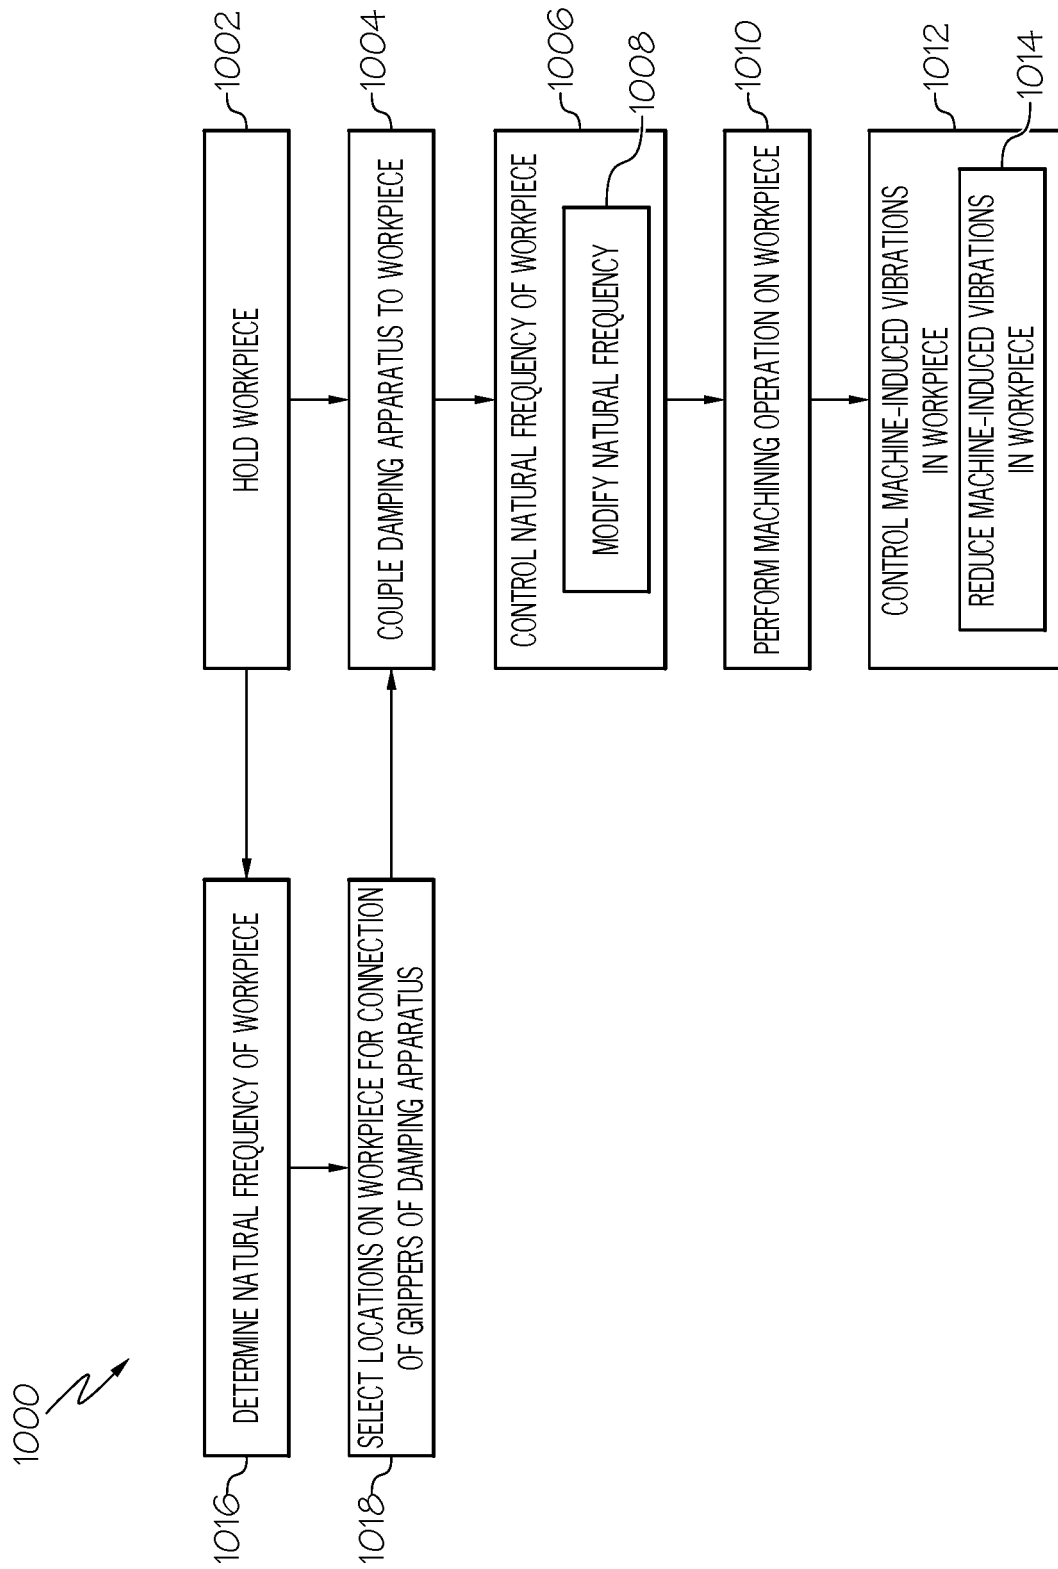 1000
1016
DETERMINE NATURAL FREQUENCY OF WORKPIECE
1018
SELECT LOCATIONS ON WORKPIECE FOR CONNECTION
OF GRIPPERS OF DAMPING APPARATUS
HOLD WORKPIECE
1002
COUPLE DAMPING APPARATUS TO WORKPIECE
1004
CONTROL NATURAL FREQUENCY OF WORKPIECE
1006
MODIFY NATURAL FREQUENCY
1008
PERFORM MACHINING OPERATION ON WORKPIECE
1010
CONTROL MACHINE-INDUCED VIBRATIONS
IN WORKPIECE
1012
REDUCE MACHINE-INDUCED VIBRATIONS
IN WORKPIECE
1014